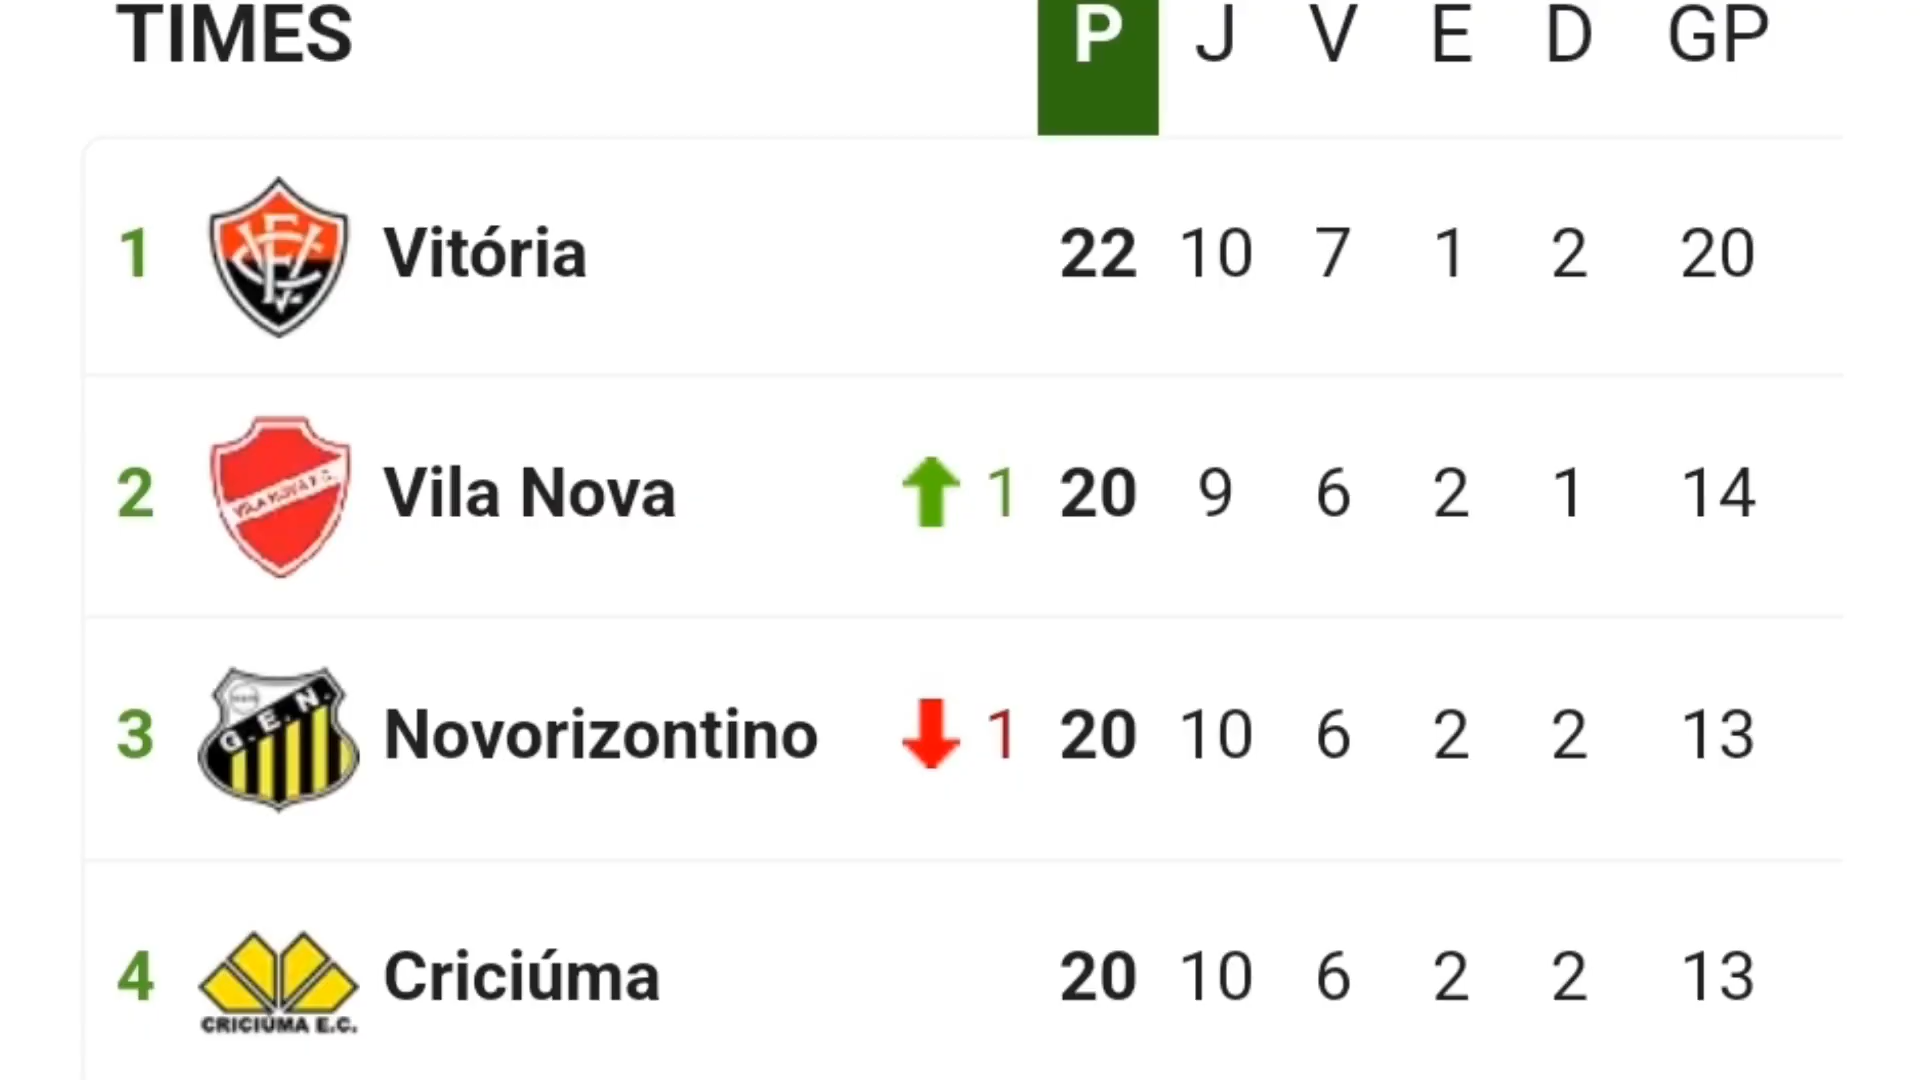 TIMES P J V E D GP
1 Vitória 22 10 7 1 2 20
2 VILA NOVA F.C. Vila Nova 1 20 9 6 2 1 14
3 G.E.N. Novorizontino 1 20 10 6 2 2 13
4 Criciúma 20 10 6 2 2 13
CRICIÚMA E.C.